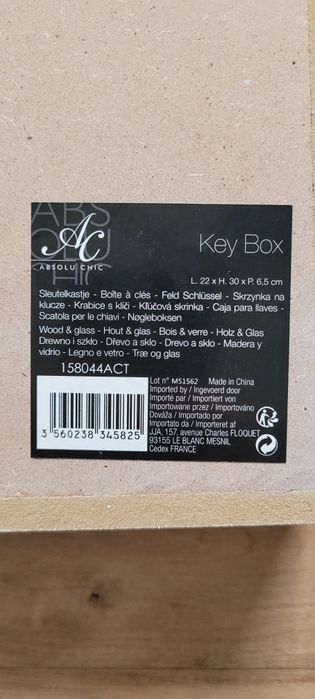 ABS
OLU
CHIC
AC
ABSOLU CHIC
Key Box
L. 22 x H. 30 x P. 6,5 cm
Sleutelkastje - Boîte à clés - Feld Schlüssel - Skrzynka na
klucze - Krabice s klíči - Kľúčová skrinka - Caja para llaves -
Scatola per le chiavi - Nøgleboksen
Wood & glass - Hout & glas - Bois & verre - Holz & Glas
Drewno i szkło - Dřevo a sklo - Drevo a sklo - Madera y
vidrio - Legno e vetro - Træ og glas
158044ACT
Lot n° M51562 Made in China
Imported by / Ingevoerd door
Importé par / Importiert von
Importowane przez / Importováno
Dováža / Importado por
Importato da / Importeret af
JJA, 157, avenue Charles FLOQUET
93155 LE BLANC MESNIL
Cedex FRANCE
3 560238 345825